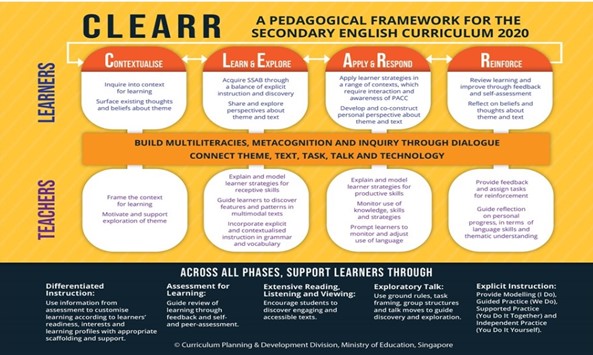 CLEARR
A PEDAGOGICAL FRAMEWORK FOR THE
SECONDARY ENGLISH CURRICULUM 2020
LEARNERS
CONTEXTUALISE
Inquire into context
for learning
Surface existing thoughts
and beliefs about theme
LEARN & EXPLORE
Acquire SSAB through
a balance of explicit
instruction and discovery
Share and explore
perspectives about
theme and text
APPLY & RESPOND
Apply learner strategies in
a range of contexts, which
require interaction and
awareness of PACC
Develop and co-construct
personal perspective about
theme and text
REINFORCE
Review learning and
improve through feedback
and self-assessment
Reflect on beliefs and
thoughts about
theme and text
BUILD MULTILITERACIES, METACOGNITION AND INQUIRY THROUGH DIALOGUE
CONNECT THEME, TEXT, TASK, TALK AND TECHNOLOGY
TEACHERS
Frame the context
for learning
Motivate and support
exploration of theme
Explain and model
learner strategies for
receptive skills
Guide learners to discover
features and patterns in
multimodal texts
Incorporate explicit
and contextualised
instruction in grammar
and vocabulary
Explain and model
learner strategies for
productive skills
Monitor use of
knowledge, skills
and strategies
Prompt learners to
monitor and adjust
use of language
Provide feedback
and assign tasks
for reinforcement
Guide reflection
on personal
progress, in terms of
language skills and
thematic understanding
ACROSS ALL PHASES, SUPPORT LEARNERS THROUGH
Differentiated
Instruction:
Use information from
assessment to customise
learning according to learners'
readiness, interests and
learning profiles with appropriate
scaffolding and support.
Assessment for
Learning:
Guide review of
learning through
feedback and self-
and peer-assessment.
Extensive Reading,
Listening and Viewing:
Encourage students to
discover engaging and
accessible texts.
Exploratory Talk:
Use ground rules, task
framing, group structures
and talk moves to guide
discovery and exploration.
Explicit Instruction:
Provide Modelling (I Do),
Guided Practice (We Do),
Supported Practice
(You Do It Together) and
Independent Practice
(You Do It Yourself).
© Curriculum Planning & Development Division, Ministry of Education, Singapore